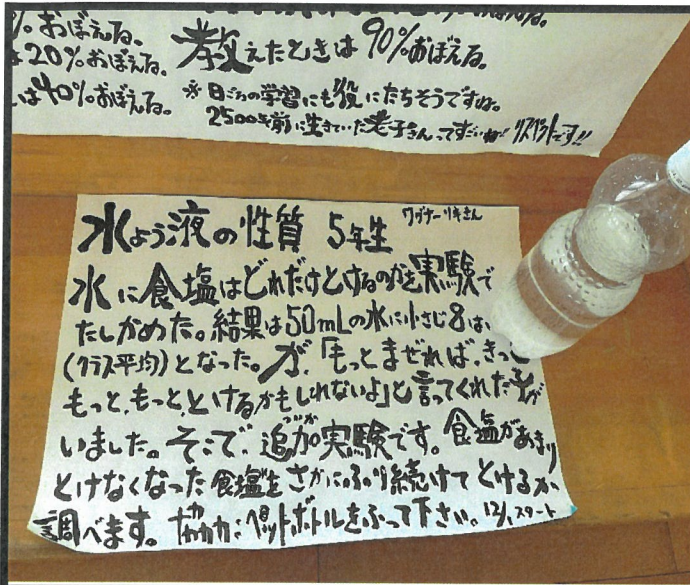 おぼえる。
20%おぼえる。
は40%おぼえる。
教えたときは90%おぼえる。
※日ごろの学習にも役にたちそうですね。
2500年前に生きていた老子さんってすごいね!! リスペクトです!!
ワグナーリキさん
水よう液の性質 5年生
水に食塩はどれだけとけるのかを実験で
たしかめた。結果は50mLの水に小さじ8は、
(クラス平均)となった。が、「もっとまぜれば、きっと
もっと、もっと、とけるかもしれないよ」と言ってくれた子が
いました。そこで、追加実験です。食塩があまり
とけなくなった食塩をさかにふり続けてとけるか
調べます。協力カ:ペットボトルをふって下さい。12/1スタート